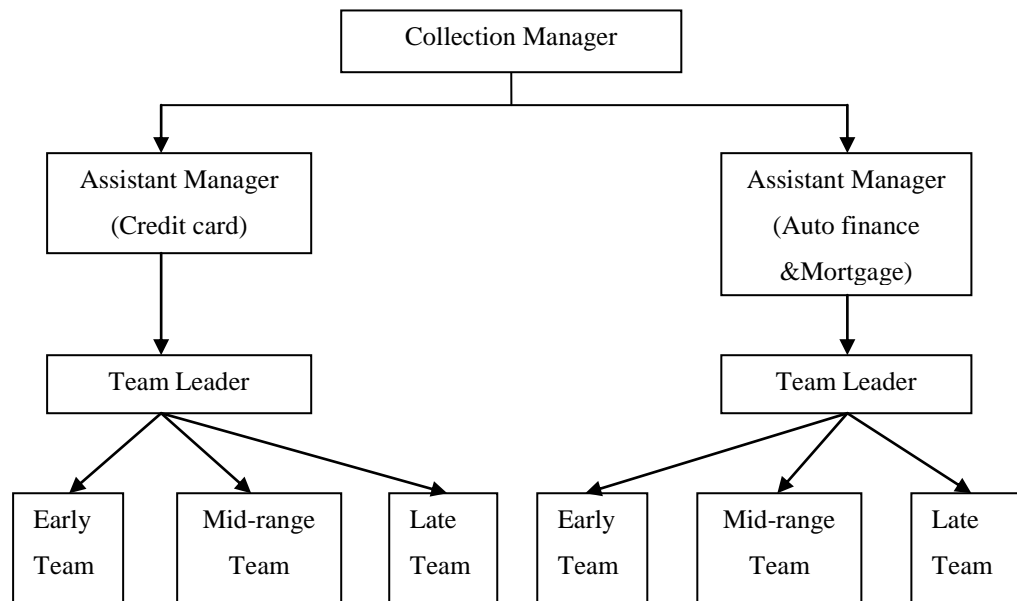 Collection Manager
Assistant Manager
(Credit card)
Assistant Manager
(Auto finance
&Mortgage)
Team Leader
Team Leader
Early
Team
Mid-range
Team
Late
Team
Early
Team
Mid-range
Team
Late
Team